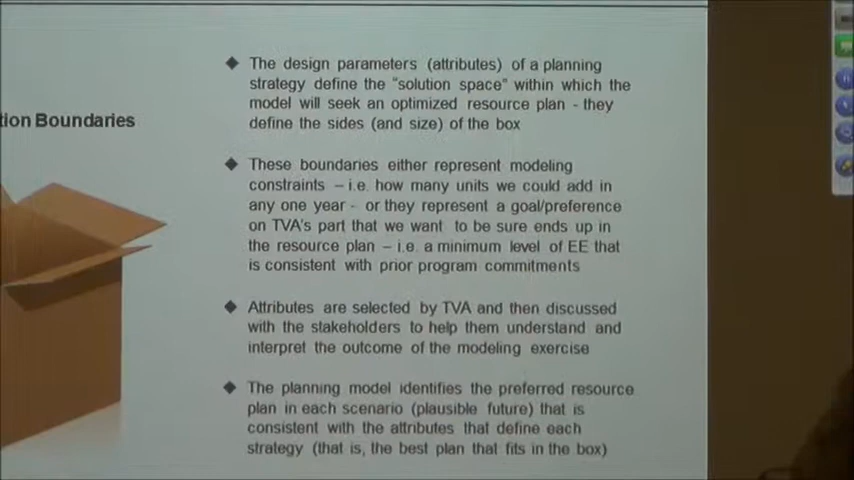 tion Boundaries
◆ The design parameters (attributes) of a planning
strategy define the "solution space" within which the
model will seek an optimized resource plan - they
define the sides (and size) of the box
◆ These boundaries either represent modeling
constraints – i.e. how many units we could add in
any one year - or they represent a goal/preference
on TVA's part that we want to be sure ends up in
the resource plan – i.e. a minimum level of EE that
is consistent with prior program commitments
◆ Attributes are selected by TVA and then discussed
with the stakeholders to help them understand and
interpret the outcome of the modeling exercise
◆ The planning model identifies the preferred resource
plan in each scenario (plausible future) that is
consistent with the attributes that define each
strategy (that is, the best plan that fits in the box)